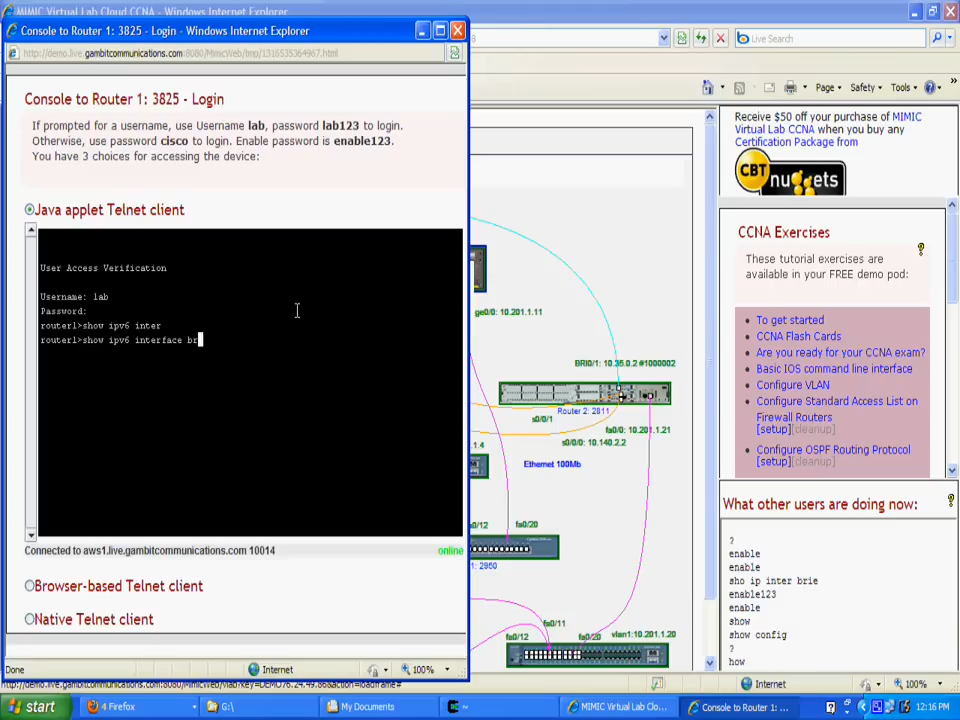 MIMIC Virtual Lab Cloud CCNA - Windows Internet Explorer
Console to Router 1: 3825 - Login - Windows Internet Explorer
http://demo.live.gambitcommunications.com:8080/MimicWeb/tmp/1316535364967.html
Live Search
Page
Safety
Tools
Console to Router 1: 3825 - Login
If prompted for a username, use Username lab, password lab123 to login.
Otherwise, use password cisco to login. Enable password is enable123.
You have 3 choices for accessing the device:
Java applet Telnet client
User Access Verification
Username: lab
Password:
router1>show ipv6 inter
router1>show ipv6 interface br
Connected to aws1.live.gambitcommunications.com 10014
online
Browser-based Telnet client
Native Telnet client
Done
Internet
100%
ge0/0: 10.201.1.11
BRI0/1: 10.35.0.2 #1000002
Router 2: 2811
s0/0/1
fa0/0: 10.201.1.21
s0/0/0: 10.140.2.2
1.4
Ethernet 100Mb
0/12
fa0/20
1: 2960
fa0/11
fa0/12
fa0/20
vlan1:10.201.1.20
Receive $50 off your purchase of MIMIC
Virtual Lab CCNA when you buy any
Certification Package from
CBT
nuggets
CCNA Exercises
?
These tutorial exercises are
available in your FREE demo pod:
To get started
CCNA Flash Cards
Are you ready for your CCNA exam?
Basic IOS command line interface
Configure VLAN
Configure Standard Access List on
Firewall Routers
[setup][cleanup]
Configure OSPF Routing Protocol
[setup][cleanup]
What other users are doing now:
?
?
enable
enable
sho ip inter brie
enable123
enable
show
show config
?
how
Internet
100%
start
4 Firefox
G:\
My Documents
~
MIMIC Virtual Lab Clo...
Console to Router 1: ...
12:16 PM